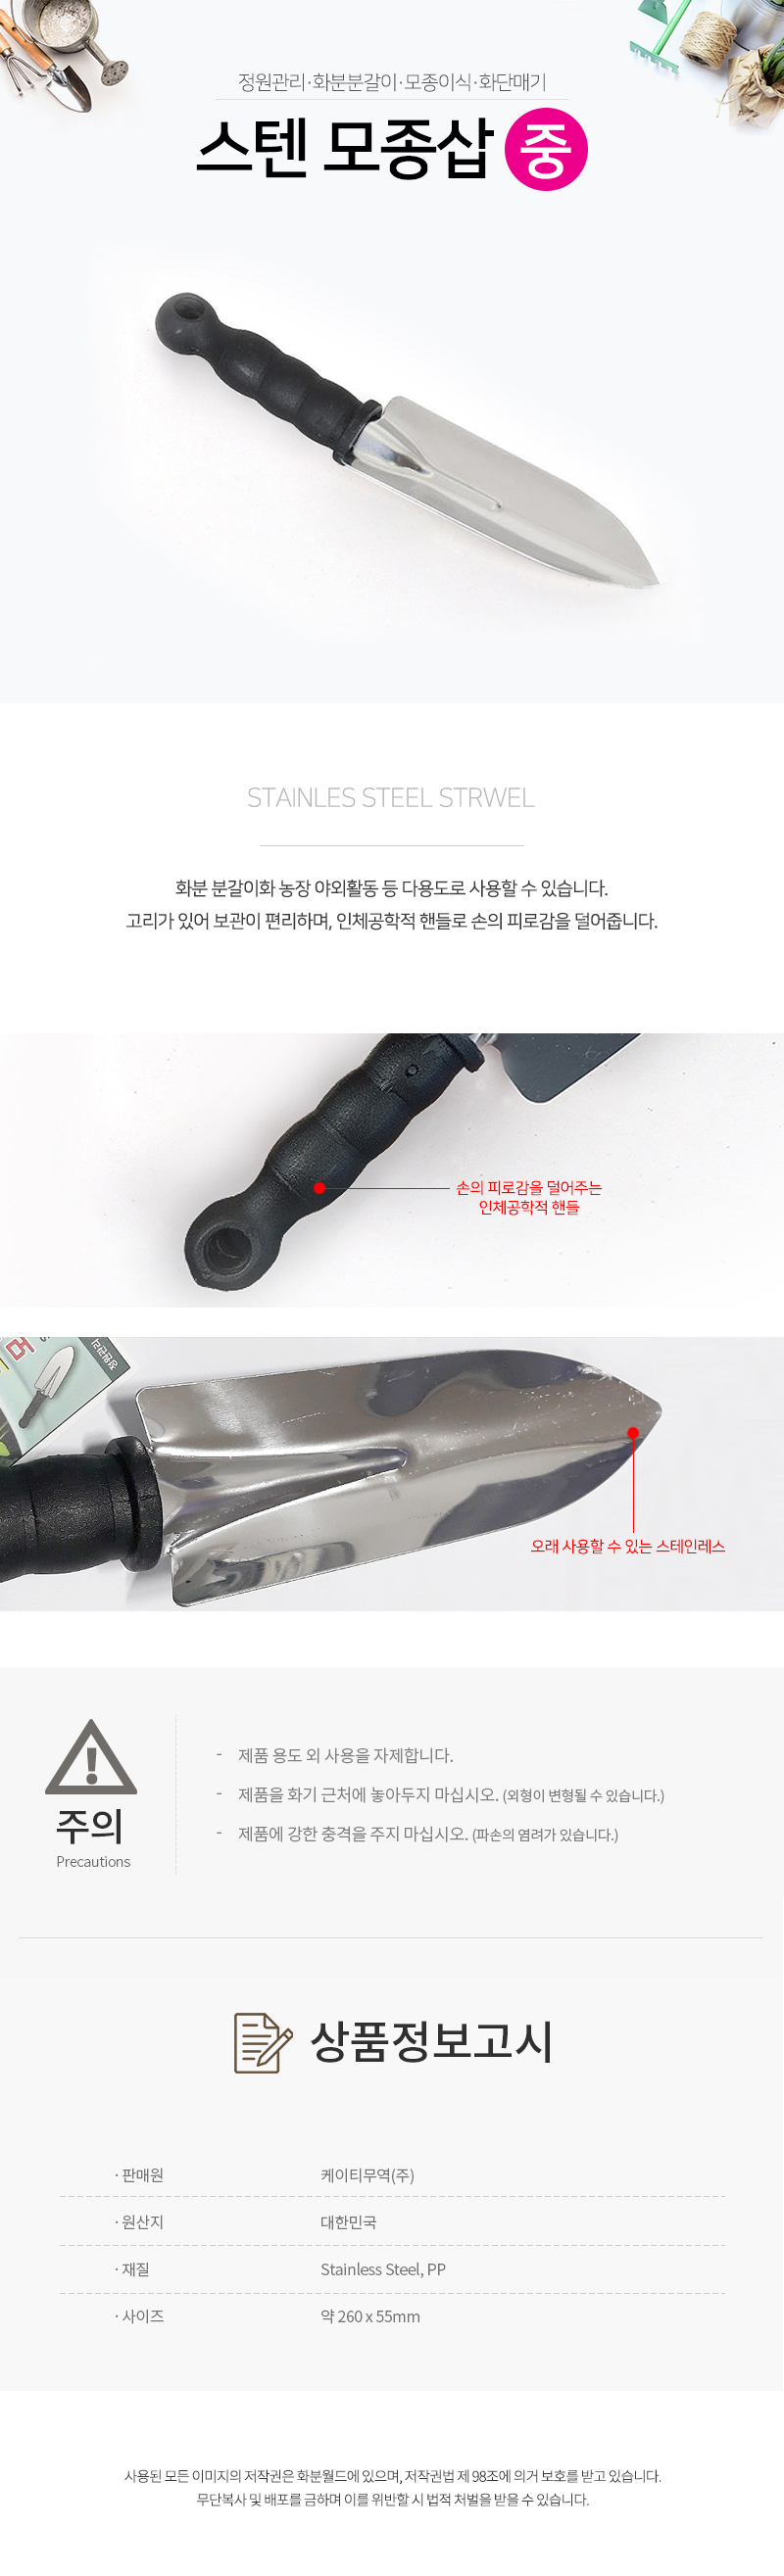 정원관리·화분분갈이·모종이식·화단매기
스텐 모종삽 중
STAINLES STEEL STRWEL
화분 분갈이화 농장 야외활동 등 다용도로 사용할 수 있습니다.
고리가 있어 보관이 편리하며, 인체공학적 핸들로 손의 피로감을 덜어줍니다.
손의 피로감을 덜어주는
인체공학적 핸들
오래 사용할 수 있는 스테인레스
주의
Precautions
- 제품 용도 외 사용을 자제합니다.
- 제품을 화기 근처에 놓아두지 마십시오. (외형이 변형될 수 있습니다.)
- 제품에 강한 충격을 주지 마십시오. (파손의 염려가 있습니다.)
상품정보고시
· 판매원 케이티무역(주)
· 원산지 대한민국
· 재질 Stainless Steel, PP
· 사이즈 약 260 x 55mm
사용된 모든 이미지의 저작권은 화분월드에 있으며, 저작권법 제 98조에 의거 보호를 받고 있습니다.
무단복사 및 배포를 금하며 이를 위반할 시 법적 처벌을 받을 수 있습니다.